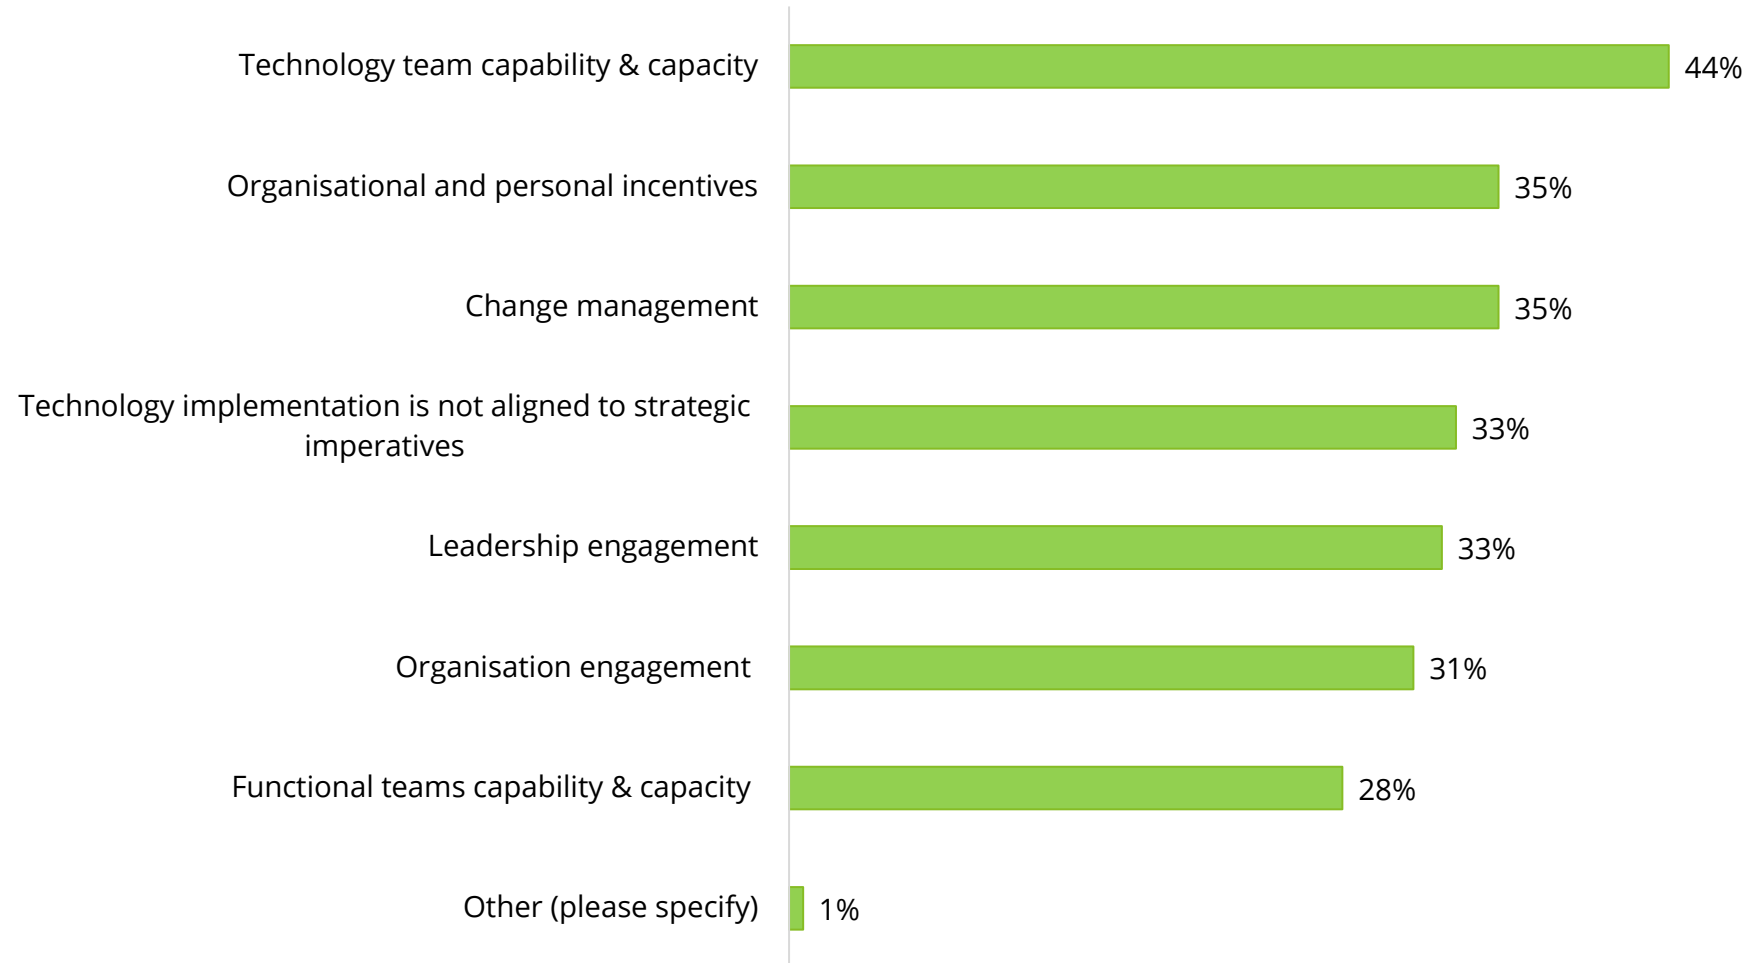 Technology team capability & capacity 44%
Organisational and personal incentives 35%
Change management 35%
Technology implementation is not aligned to strategic
imperatives 33%
Leadership engagement 33%
Organisation engagement 31%
Functional teams capability & capacity 28%
Other (please specify) 1%